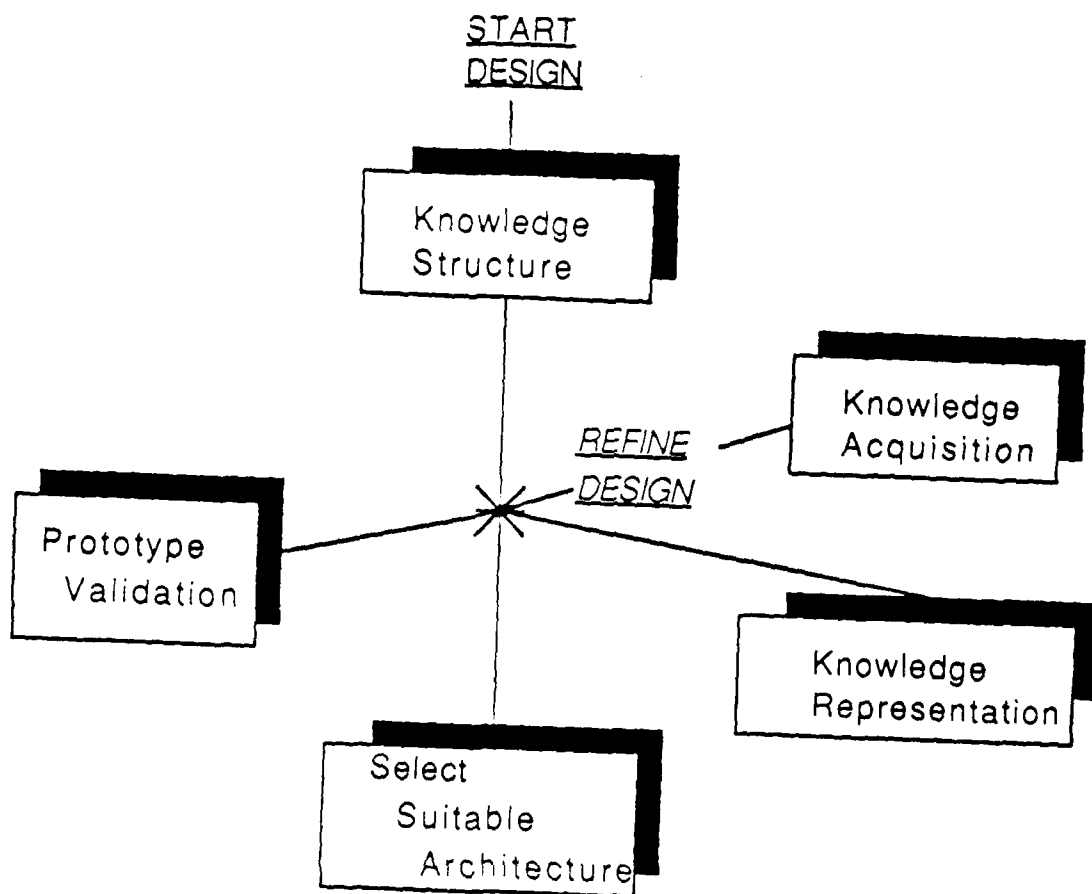 START
DESIGN
Knowledge
Structure
Knowledge
Acquisition
REFINE
DESIGN
Prototype
Validation
Knowledge
Representation
Select
Suitable
Architecture